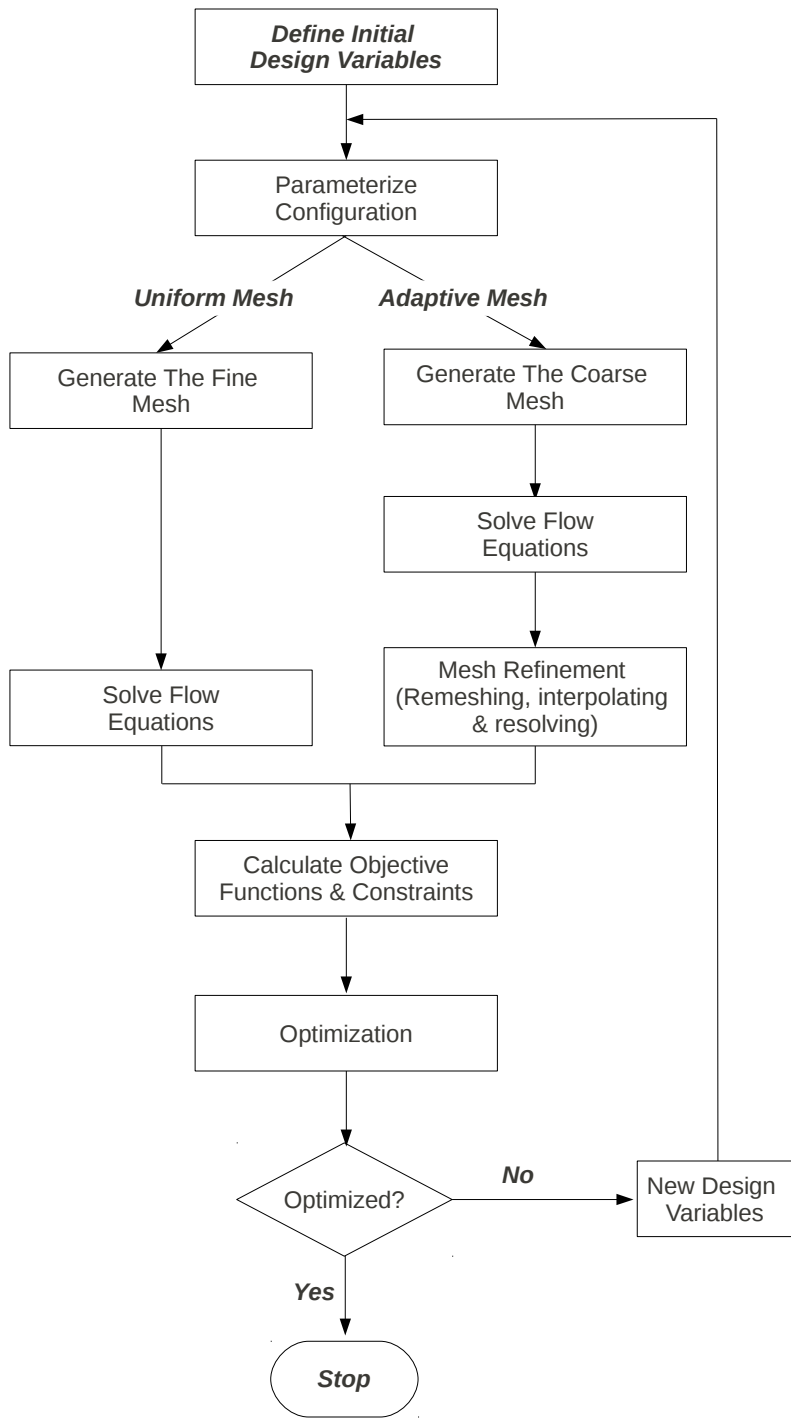 Define Initial
Design Variables
Parameterize
Configuration
Uniform Mesh
Adaptive Mesh
Generate The Fine
Mesh
Generate The Coarse
Mesh
Solve Flow
Equations
Mesh Refinement
(Remeshing, interpolating
& resolving)
Solve Flow
Equations
Calculate Objective
Functions & Constraints
Optimization
Optimized?
No
New Design
Variables
Yes
Stop